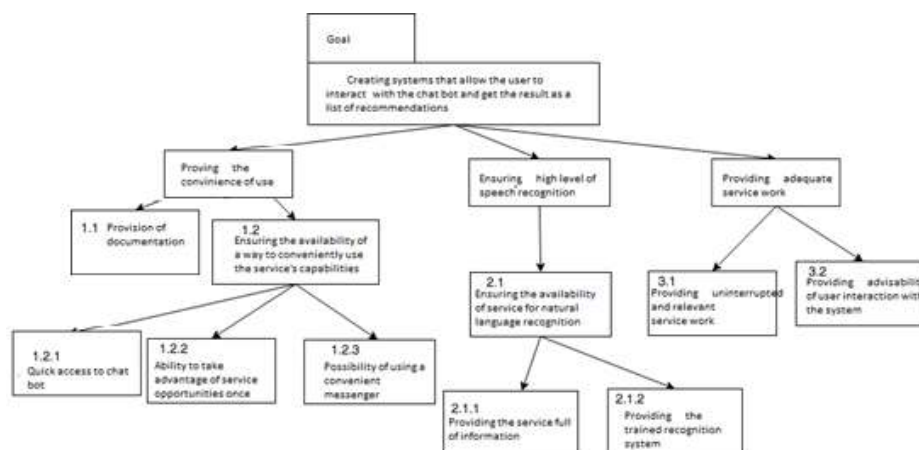 Goal
Creating systems that allow the user to
interact with the chat bot and get the result as a
list of recommendations
Proving the
convinience of use
Ensuring high level of
speech recognition
Providing adequate
service work
1.1 Provision of
documentation
1.2
Ensuring the availability of
a way to conveniently use
the service's capabilities
2.1
Ensuring the availability
of service for natural
language recognition
3.1
Providing uninterrupted
and relevant
service work
3.2
Providing advisability
of user interaction with
the system
1.2.1
Quick access to chat
bot
1.2.2
Ability to take
advantage of service
opportunities once
1.2.3
Possibility of using a
convenient
messenger
2.1.1
Providing the service full
of information
2.1.2
Providing the
trained recognition
system